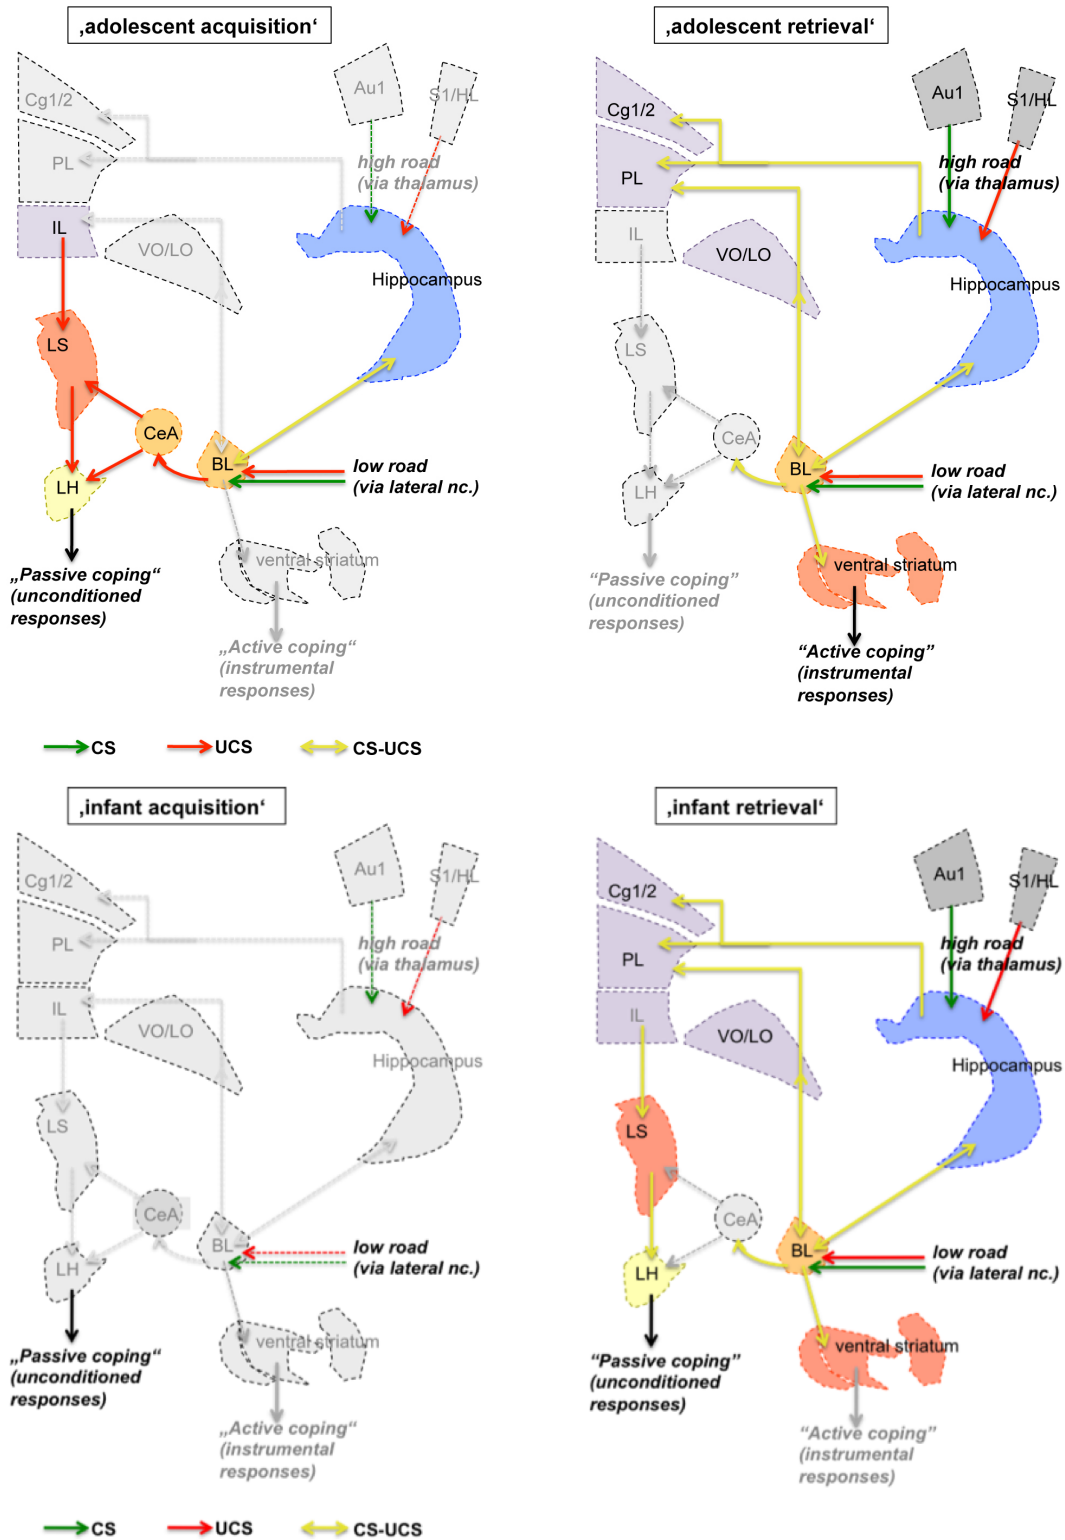 ‚adolescent acquisition‘
Cg1/2
Au1
S1/HL
PL
high road
(via thalamus)
IL
VO/LO
Hippocampus
LS
CeA
BL
low road
(via lateral nc.)
LH
„Passive coping“
(unconditioned
responses)
ventral striatum
„Active coping“
(instrumental
responses)
‚adolescent retrieval‘
Cg1/2
Au1
S1/HL
PL
high road
(via thalamus)
IL
VO/LO
Hippocampus
LS
CeA
BL
low road
(via lateral nc.)
LH
“Passive coping”
(unconditioned
responses)
ventral striatum
“Active coping”
(instrumental
responses)
CS
UCS
CS-UCS
‚infant acquisition‘
Cg1/2
Au1
S1/HL
PL
high road
(via thalamus)
IL
VO/LO
Hippocampus
LS
CeA
BL
low road
(via lateral nc.)
LH
„Passive coping“
(unconditioned
responses)
ventral striatum
„Active coping“
(instrumental
responses)
‚infant retrieval‘
Cg1/2
Au1
S1/HL
PL
high road
(via thalamus)
IL
VO/LO
Hippocampus
LS
CeA
BL
low road
(via lateral nc.)
LH
“Passive coping”
(unconditioned
responses)
ventral striatum
“Active coping”
(instrumental
responses)
CS
UCS
CS-UCS